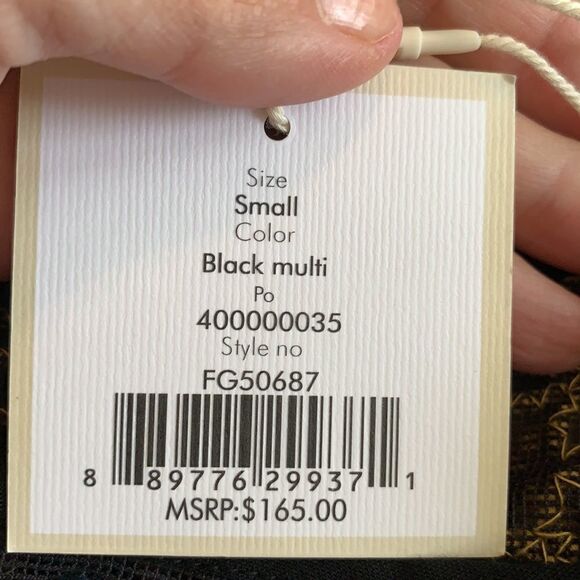 Size
Small
Color
Black multi
Po
400000035
Style no
FG50687
8 89776 29937 1
MSRP:$165.00